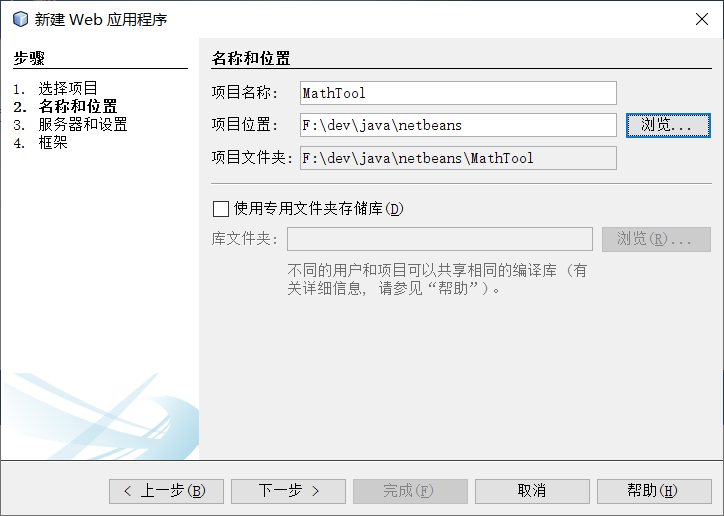 新建 Web 应用程序
步骤
1. 选择项目
2. 名称和位置
3. 服务器和设置
4. 框架
名称和位置
项目名称: MathTool
项目位置: F:\dev\java\netbeans 浏览...
项目文件夹: F:\dev\java\netbeans\MathTool
使用专用文件夹存储库(D)
库文件夹: 浏览(R)...
不同的用户和项目可以共享相同的编译库 (有
关详细信息, 请参见“帮助”)。
< 上一步(B) 下一步 > 完成(F) 取消 帮助(H)